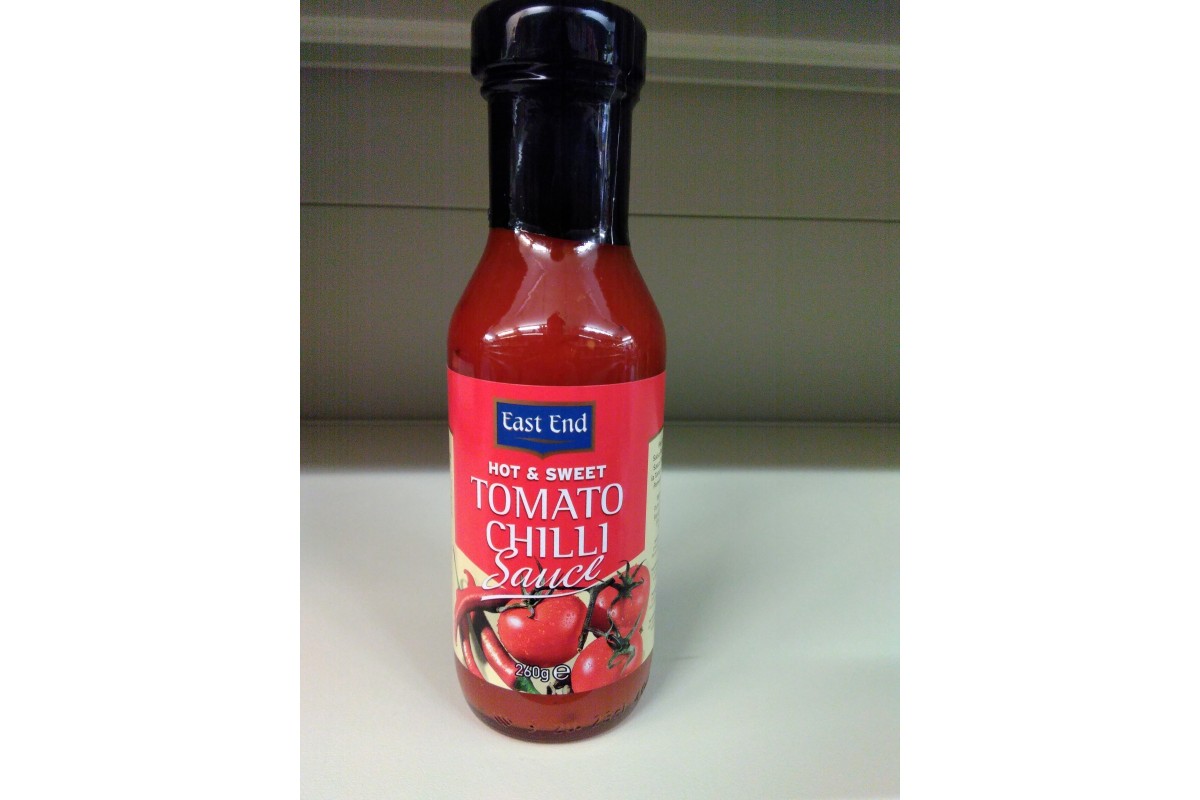 East End
HOT & SWEET
TOMATO
CHILLI
Sauce
260g e